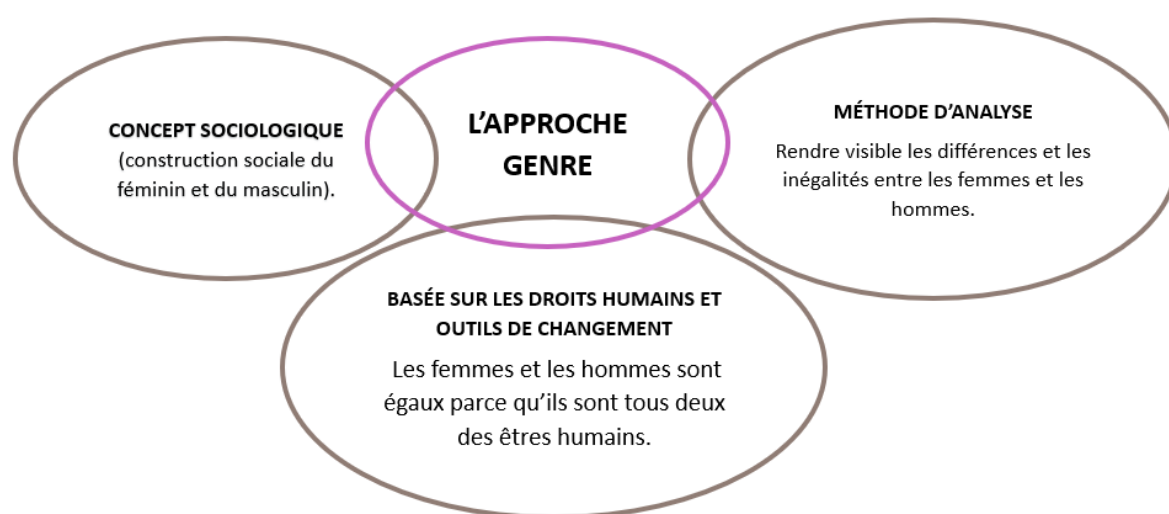 CONCEPT SOCIOLOGIQUE
(construction sociale du
féminin et du masculin).
L’APPROCHE
GENRE
MÉTHODE D’ANALYSE
Rendre visible les différences et les
inégalités entre les femmes et les
hommes.
BASÉE SUR LES DROITS HUMAINS ET
OUTILS DE CHANGEMENT
Les femmes et les hommes sont
égaux parce qu’ils sont tous deux
des êtres humains.